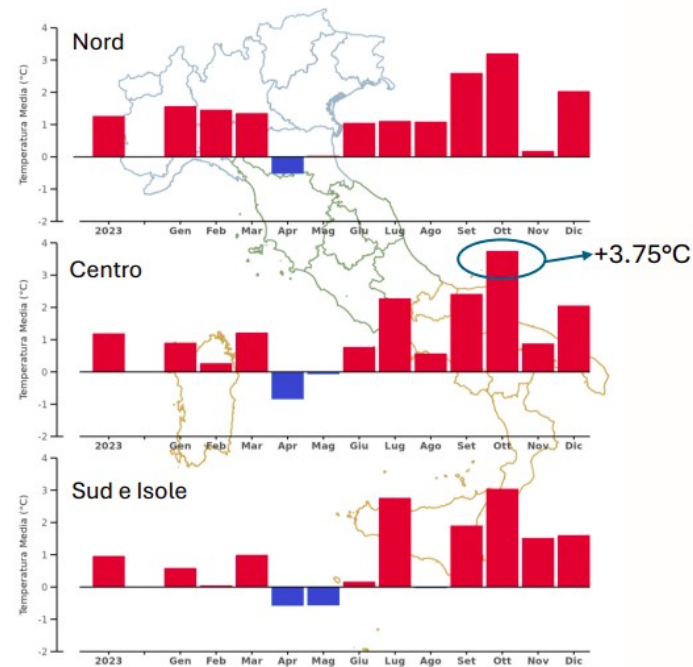 Nord
Temperatura Media (°C)
4
3
2
1
0
-1
-2
2023 Gen Feb Mar Apr Mag Giu Lug Ago Set Ott Nov Dic
Centro
+3.75°C
Temperatura Media (°C)
4
3
2
1
0
-1
-2
2023 Gen Feb Mar Apr Mag Giu Lug Ago Set Ott Nov Dic
Sud e Isole
Temperatura Media (°C)
4
3
2
1
0
-1
-2
2023 Gen Feb Mar Apr Mag Giu Lug Ago Set Ott Nov Dic